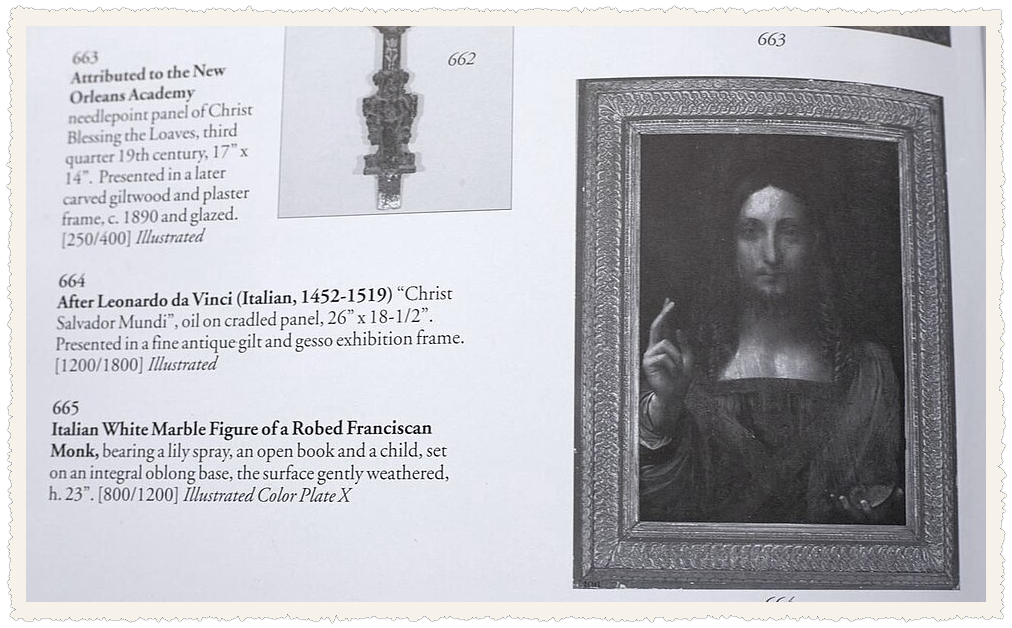 663
Attributed to the New
Orleans Academy
needlepoint panel of Christ
Blessing the Loaves, third
quarter 19th century, 17” x
14”. Presented in a later
carved giltwood and plaster
frame, c. 1890 and glazed.
[250/400] Illustrated
664
After Leonardo da Vinci (Italian, 1452-1519) “Christ
Salvador Mundi”, oil on cradled panel, 26” x 18-1/2”.
Presented in a fine antique gilt and gesso exhibition frame.
[1200/1800] Illustrated
665
Italian White Marble Figure of a Robed Franciscan
Monk, bearing a lily spray, an open book and a child, set
on an integral oblong base, the surface gently weathered,
h. 23”. [800/1200] Illustrated Color Plate X
662
663